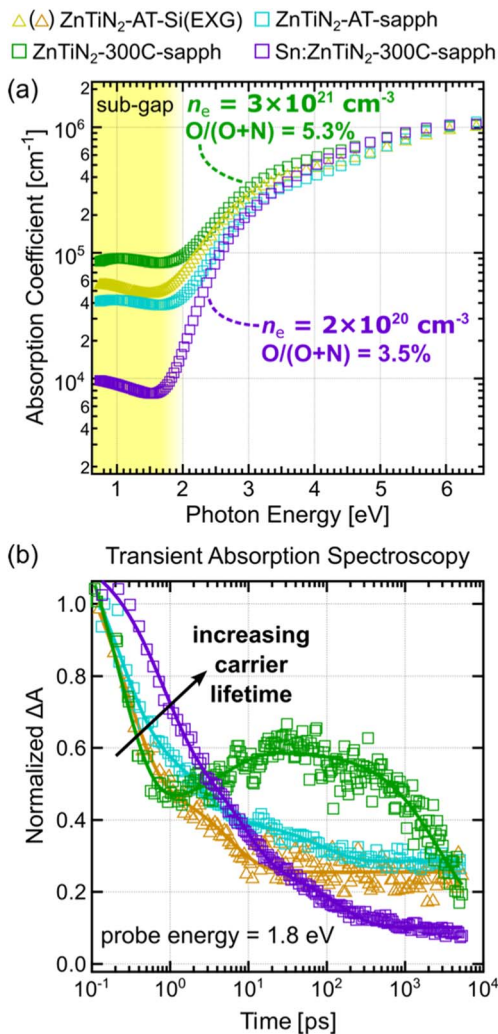 △ (△) ZnTiN₂-AT-Si(EXG) □ ZnTiN₂-AT-sapph
□ ZnTiN₂-300C-sapph □ Sn:ZnTiN₂-300C-sapph
(a)
sub-gap
nₑ = 3×10²¹ cm⁻³
O/(O+N) = 5.3%
nₑ = 2×10²⁰ cm⁻³
O/(O+N) = 3.5%
Absorption Coefficient [cm⁻¹]
2
10⁶
6
4
2
10⁵
6
4
2
10⁴
6
4
2
1 2 3 4 5 6
Photon Energy [eV]
(b) Transient Absorption Spectroscopy
increasing
carrier
lifetime
probe energy = 1.8 eV
Normalized ΔA
1.0
0.8
0.6
0.4
0.2
0.0
10⁻¹ 10⁰ 10¹ 10² 10³ 10⁴
Time [ps]